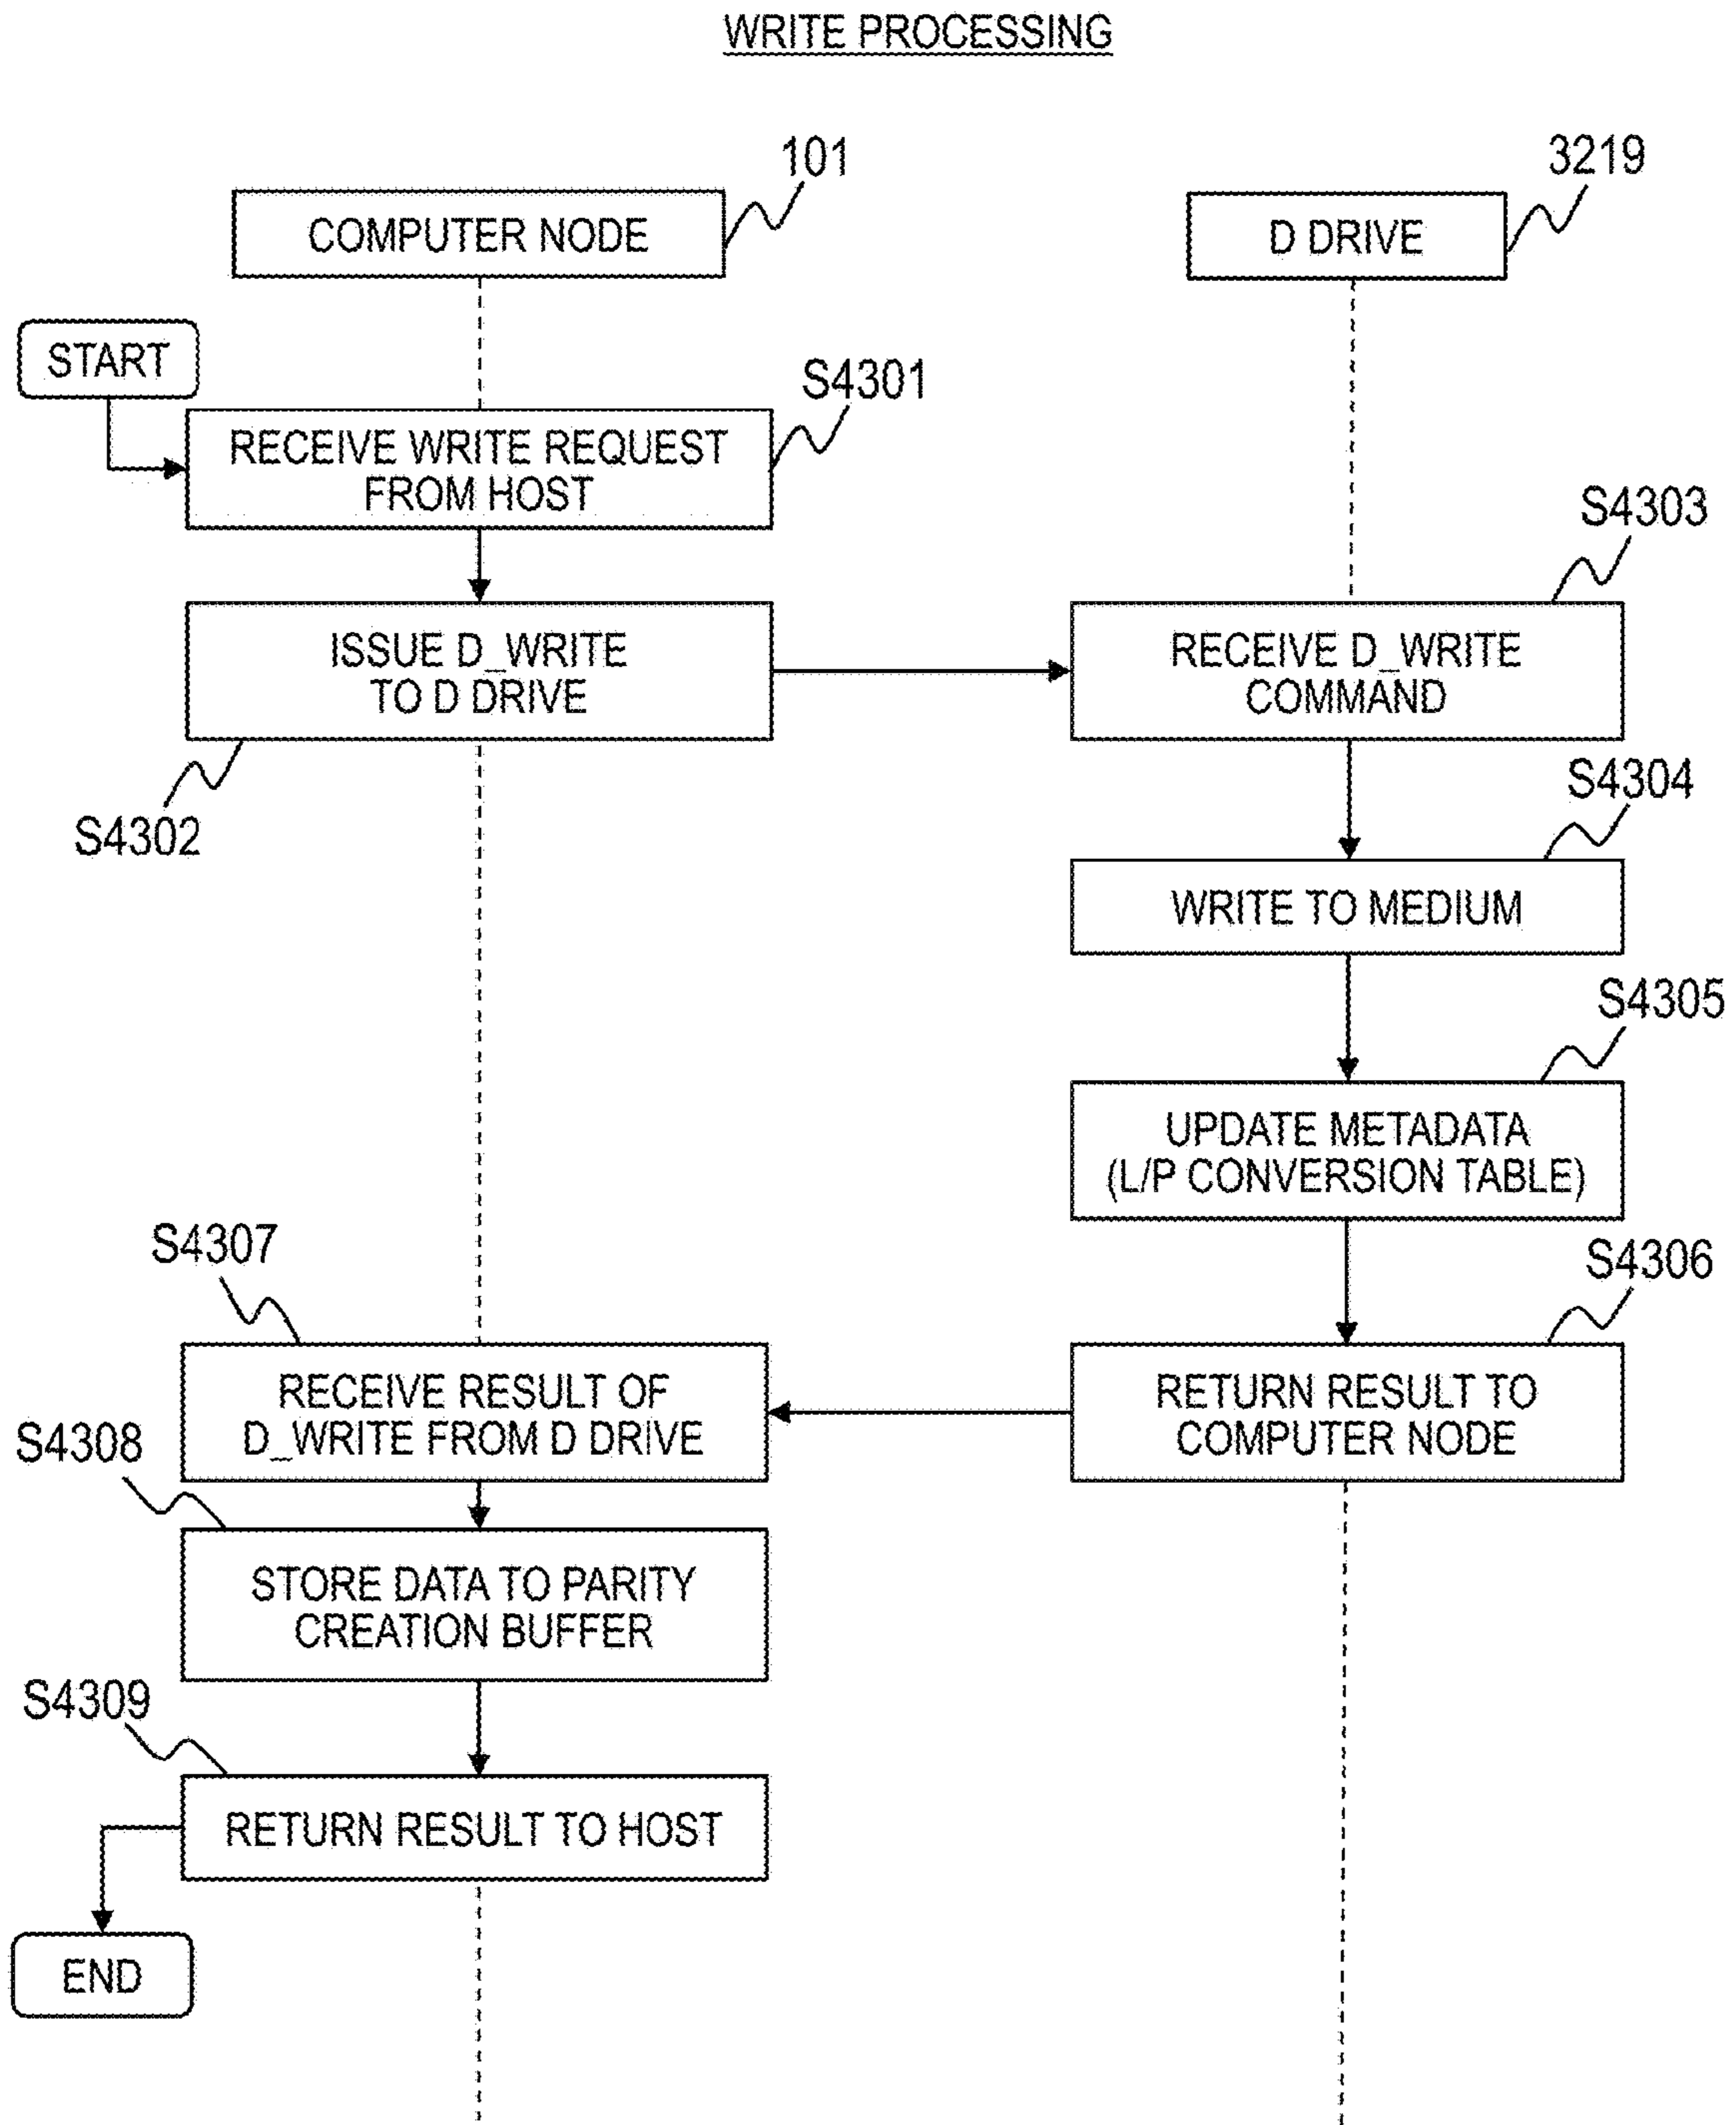 WRITE PROCESSING
101
3219
COMPUTER NODE
D DRIVE
START
S4301
RECEIVE WRITE REQUEST
FROM HOST
S4303
ISSUE D_WRITE
TO D DRIVE
RECEIVE D_WRITE
COMMAND
S4302
S4304
WRITE TO MEDIUM
S4305
UPDATE METADATA
(L/P CONVERSION TABLE)
S4307
S4306
RECEIVE RESULT OF
D_WRITE FROM D DRIVE
RETURN RESULT TO
COMPUTER NODE
S4308
STORE DATA TO PARITY
CREATION BUFFER
S4309
RETURN RESULT TO HOST
END